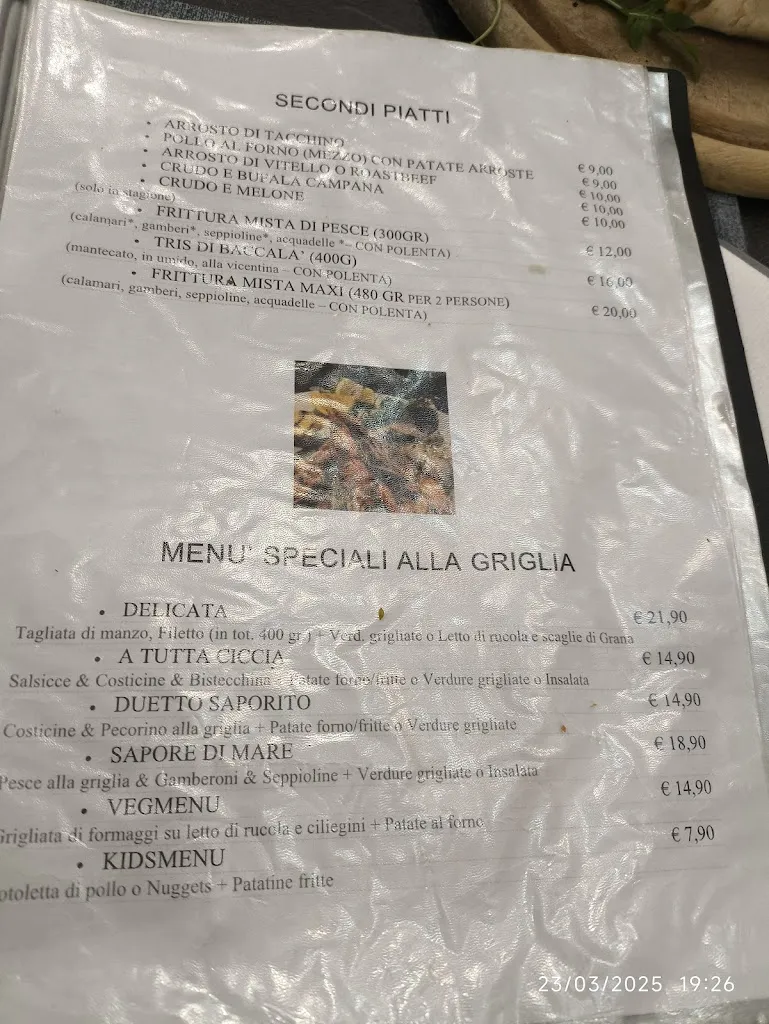 SECONDI PIATTI
• ARROSTO DI TACCHINO € 9,00
• POLLO AL FORNO (MEZZO) CON PATATE ARROSTE € 9,00
• ARROSTO DI VITELLO O ROASTBEEF € 10,00
• CRUDO E BUFALA CAMPANA € 10,00
• CRUDO E MELONE € 10,00
(solo in stagione)
• FRITTURA MISTA DI PESCE (300GR) € 12,00
(calamari*, gamberi*, seppioline*, acquadelle *– CON POLENTA)
• TRIS DI BACCALA' (400G) € 16,00
(mantecato, in umido, alla vicentina – CON POLENTA)
• FRITTURA MISTA MAXI (480 GR PER 2 PERSONE) € 20,00
(calamari, gamberi, seppioline, acquadelle – CON POLENTA)
MENU' SPECIALI ALLA GRIGLIA
• DELICATA € 21,90
Tagliata di manzo, Filetto (in tot. 400 gr ) + Verd. grigliate o Letto di rucola e scaglie di Grana
• A TUTTA CICCIA € 14,90
Salsicce & Costicine & Bistecchina + Patate forno/fritte o Verdure grigliate o Insalata
• DUETTO SAPORITO € 14,90
Costicine & Pecorino alla griglia + Patate forno/fritte o Verdure grigliate
• SAPORE DI MARE € 18,90
Pesce alla griglia & Gamberoni & Seppioline + Verdure grigliate o Insalata
• VEGMENU € 14,90
Grigliata di formaggi su letto di rucola e ciliegini + Patate al forno
• KIDSMENU € 7,90
otoletta di pollo o Nuggets + Patatine fritte
23/03/2025 19:26